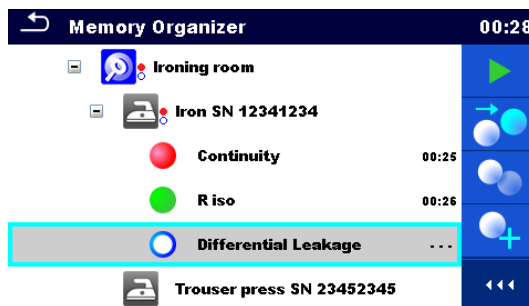 Memory Organizer 00:28
Ironing room
Iron SN 12341234
Continuity 00:25
R iso 00:26
Differential Leakage ---
Trouser press SN 23452345